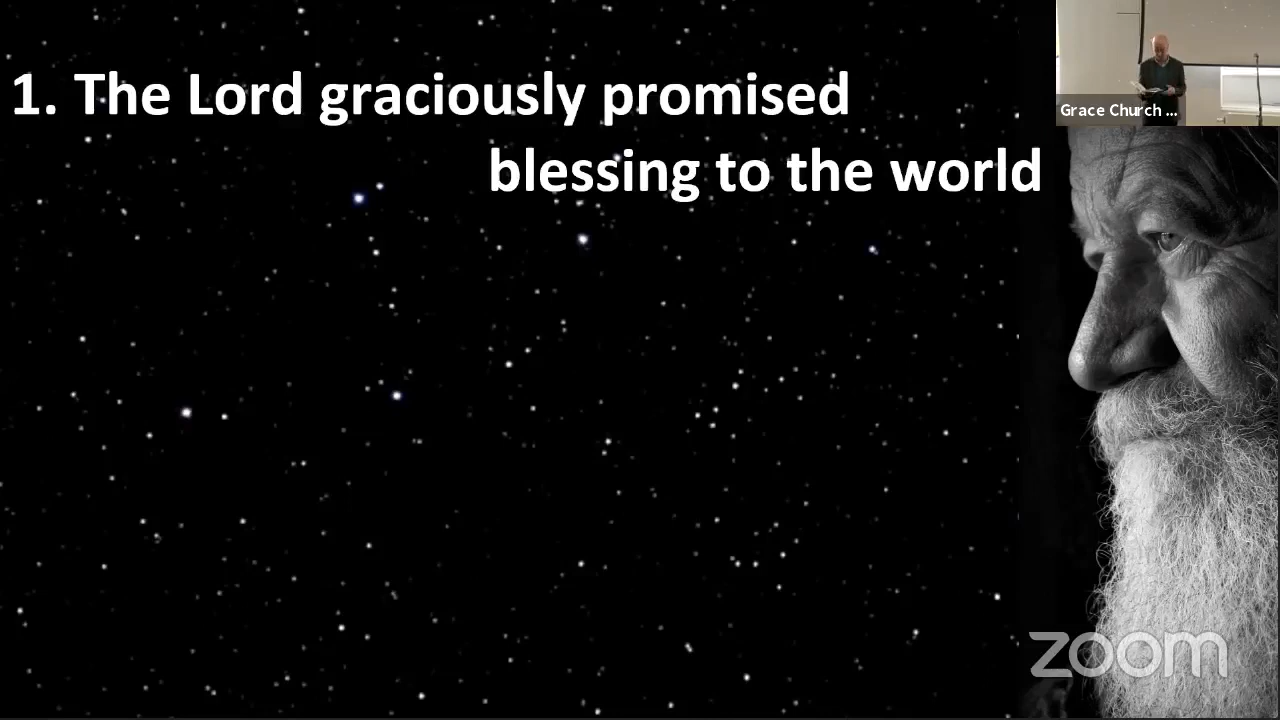 1. The Lord graciously promised
blessing to the world
Grace Church ...
zoom